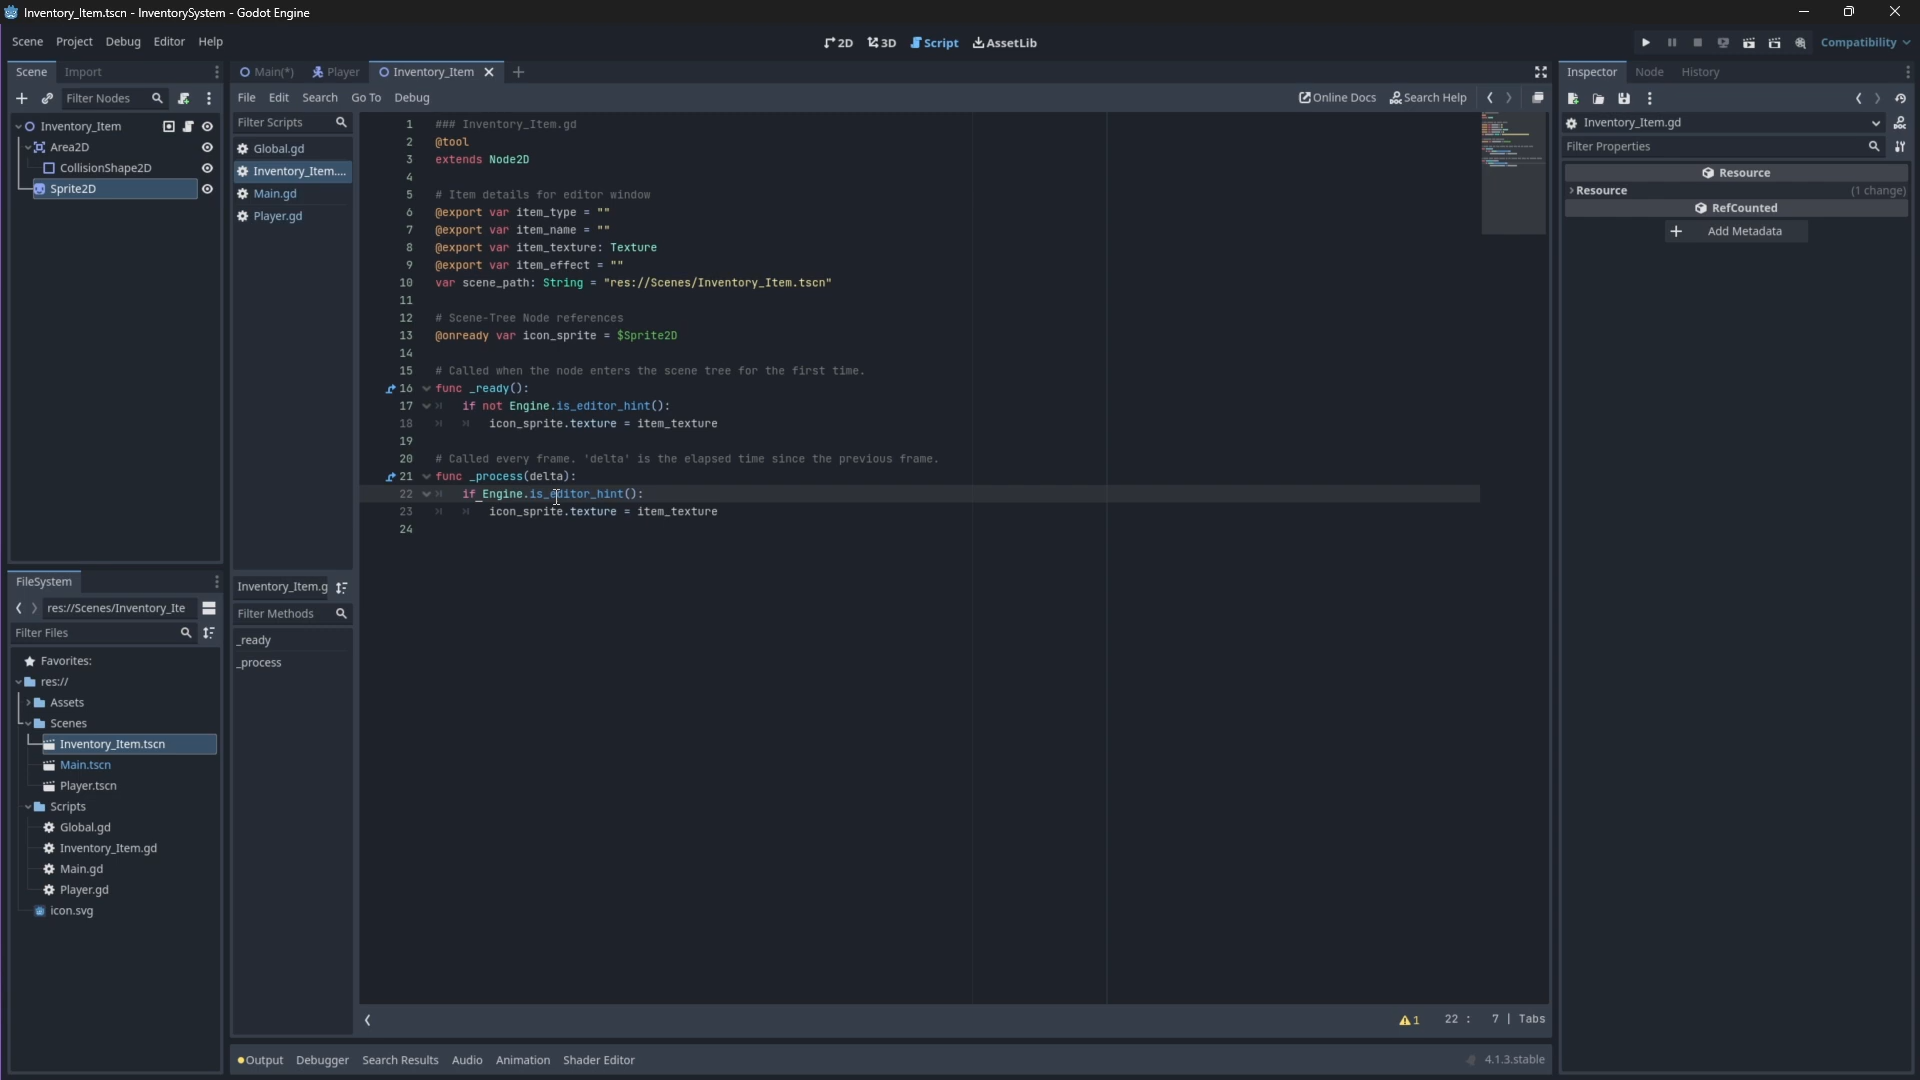 Inventory_Item.tscn - InventorySystem - Godot Engine
Scene Project Debug Editor Help
2D 3D Script AssetLib
Compatibility
Scene Import
Filter Nodes
Inventory_Item
Area2D
CollisionShape2D
Sprite2D
FileSystem
res://Scenes/Inventory_Ite
Filter Files
Favorites:
res://
Assets
Scenes
Inventory_Item.tscn
Main.tscn
Player.tscn
Scripts
Global.gd
Inventory_Item.gd
Main.gd
Player.gd
icon.svg
Main(*) Player Inventory_Item
File Edit Search Go To Debug
Online Docs Search Help
Filter Scripts
Global.gd
Inventory_Item....
Main.gd
Player.gd
Inventory_Item.g
Filter Methods
_ready
_process
1 ### Inventory_Item.gd
2 @tool
3 extends Node2D
4
5 # Item details for editor window
6 @export var item_type = ""
7 @export var item_name = ""
8 @export var item_texture: Texture
9 @export var item_effect = ""
10 var scene_path: String = "res://Scenes/Inventory_Item.tscn"
11
12 # Scene-Tree Node references
13 @onready var icon_sprite = $Sprite2D
14
15 # Called when the node enters the scene tree for the first time.
16 func _ready():
17 if not Engine.is_editor_hint():
18 icon_sprite.texture = item_texture
19
20 # Called every frame. 'delta' is the elapsed time since the previous frame.
21 func _process(delta):
22 if Engine.is_editor_hint():
23 icon_sprite.texture = item_texture
24
1 22 : 7 | Tabs
Output Debugger Search Results Audio Animation Shader Editor
4.1.3.stable
Inspector Node History
Inventory_Item.gd
Filter Properties
Resource
Resource (1 change)
RefCounted
Add Metadata